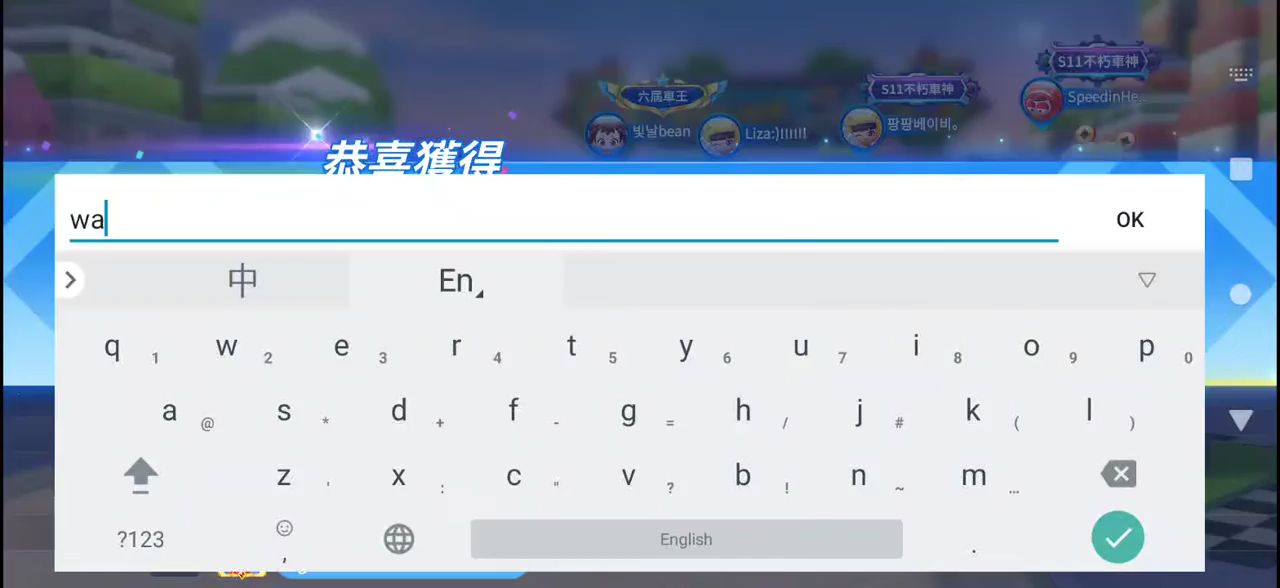 六屆車王
S11不朽車神
S11不朽車神
빛날bean
Liza:)!!!!!!
팡팡베이비。
SpeedinHe...
恭喜獲得
wa
OK
中
En
q 1 w 2 e 3 r 4 t 5 y 6 u 7 i 8 o 9 p 0
a @ s * d + f - g = h / j # k ( l )
z ' x : c " v ? b ! n ~ m ...
?123
,
English
.